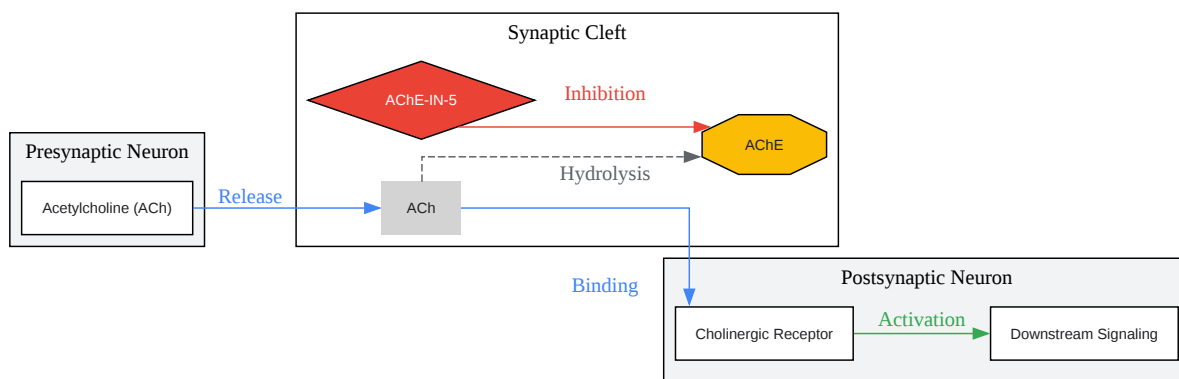 Synaptic Cleft
AChE-IN-5
Inhibition
AChE
Presynaptic Neuron
Hydrolysis
Acetylcholine (ACh)
Release
ACh
Postsynaptic Neuron
Binding
Cholinergic Receptor
Activation
Downstream Signaling